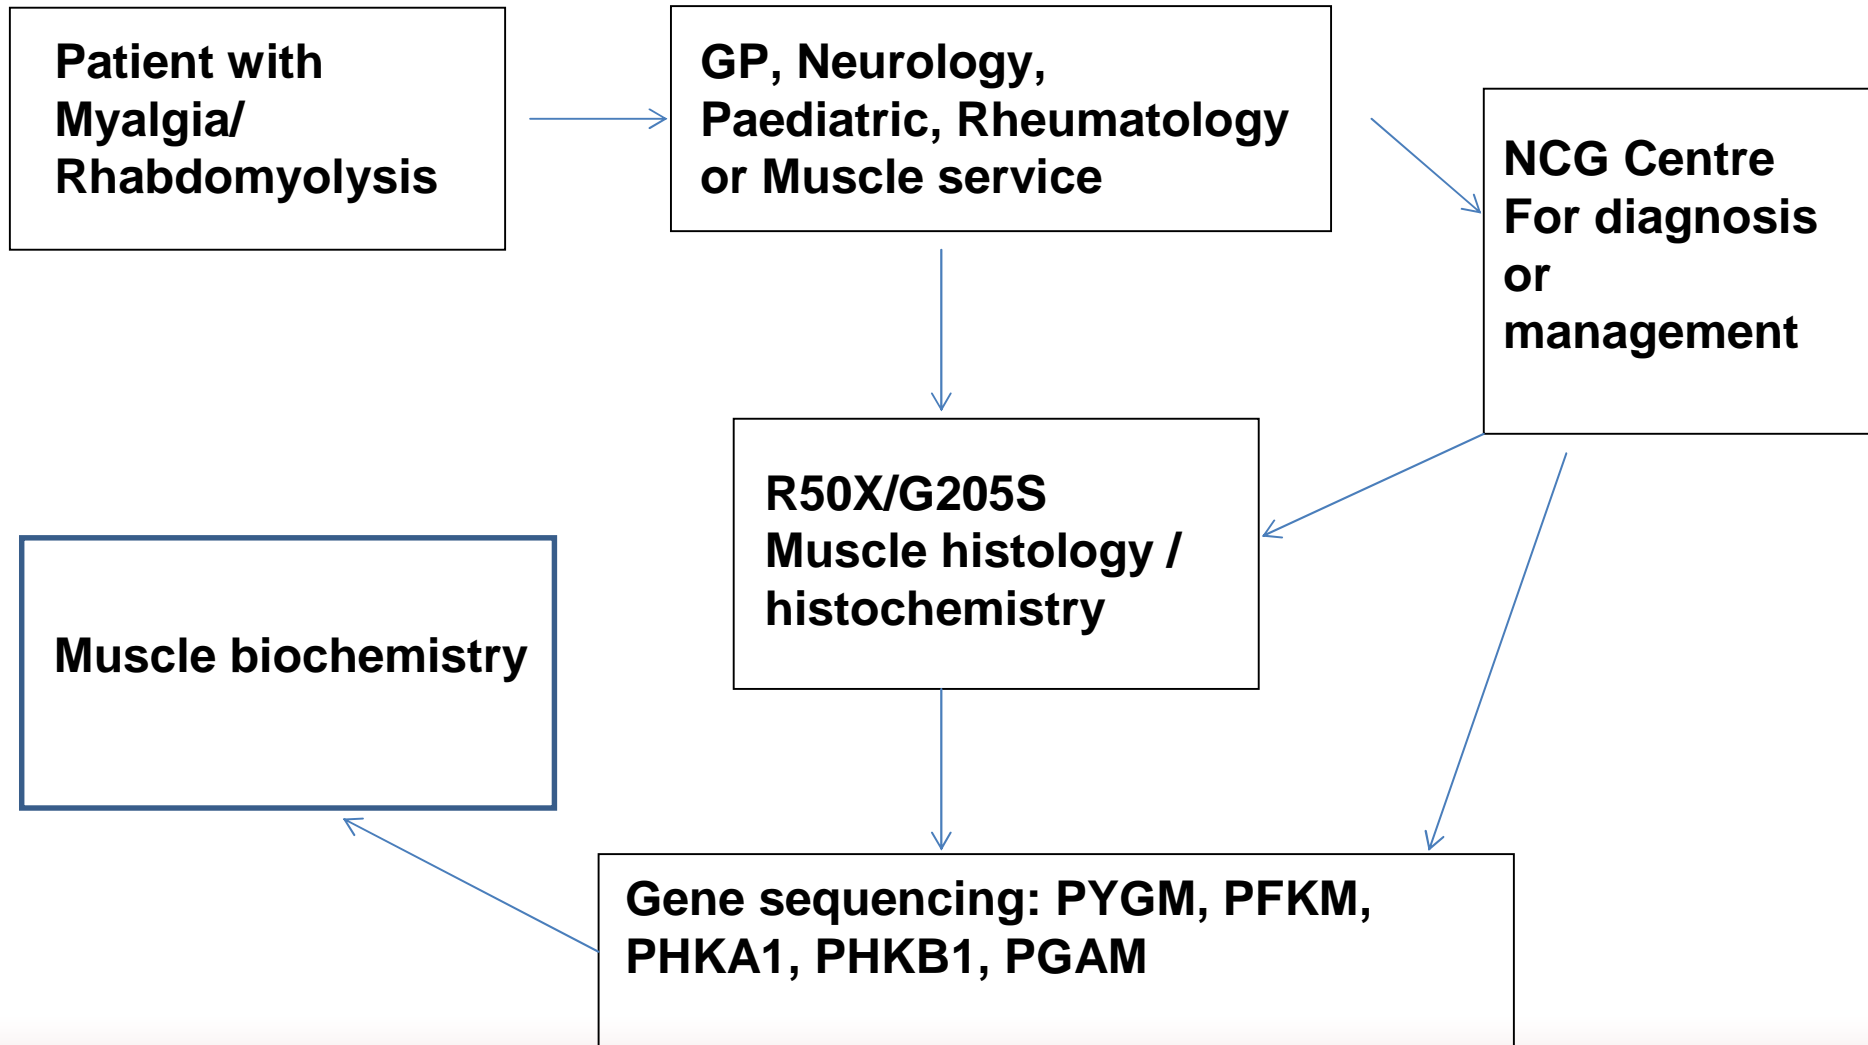 Patient with
Myalgia/
Rhabdomyolysis
GP, Neurology,
Paediatric, Rheumatology
or Muscle service
NCG Centre
For diagnosis
or
management
R50X/G205S
Muscle histology /
histochemistry
Muscle biochemistry
Gene sequencing: PYGM, PFKM,
PHKA1, PHKB1, PGAM